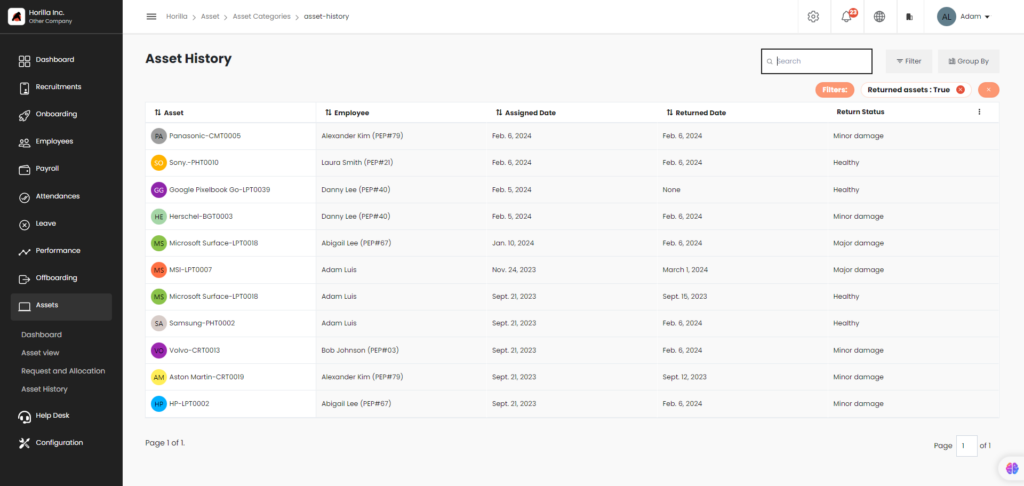 Horilla Inc.
Other Company
Dashboard
Recruitments
Onboarding
Employees
Payroll
Attendances
Leave
Performance
Offboarding
Assets
Dashboard
Asset view
Request and Allocation
Asset History
Help Desk
Configuration
Horilla > Asset > Asset Categories > asset-history
23
AL Adam
Asset History
Search
Filter
Group By
Filters:
Returned assets : True
×
Asset Employee Assigned Date Returned Date Return Status
PA Panasonic-CMT0005 Alexander Kim (PEP#79) Feb. 6, 2024 Feb. 6, 2024 Minor damage
SO Sony.-PHT0010 Laura Smith (PEP#21) Feb. 6, 2024 Feb. 6, 2024 Healthy
GG Google Pixelbook Go-LPT0039 Danny Lee (PEP#40) Feb. 5, 2024 None Healthy
HE Herschel-BGT0003 Danny Lee (PEP#40) Feb. 5, 2024 Feb. 6, 2024 Minor damage
MS Microsoft Surface-LPT0018 Abigail Lee (PEP#67) Jan. 10, 2024 Feb. 6, 2024 Major damage
MS MSI-LPT0007 Adam Luis Nov. 24, 2023 March 1, 2024 Major damage
MS Microsoft Surface-LPT0018 Adam Luis Sept. 21, 2023 Sept. 15, 2023 Healthy
SA Samsung-PHT0002 Adam Luis Sept. 21, 2023 Feb. 6, 2024 Healthy
VO Volvo-CRT0013 Bob Johnson (PEP#03) Sept. 21, 2023 Feb. 6, 2024 Minor damage
AM Aston Martin-CRT0019 Alexander Kim (PEP#79) Sept. 21, 2023 Sept. 12, 2023 Minor damage
HP HP-LPT0002 Abigail Lee (PEP#67) Sept. 21, 2023 Feb. 6, 2024 Minor damage
Page 1 of 1.
Page 1 of 1